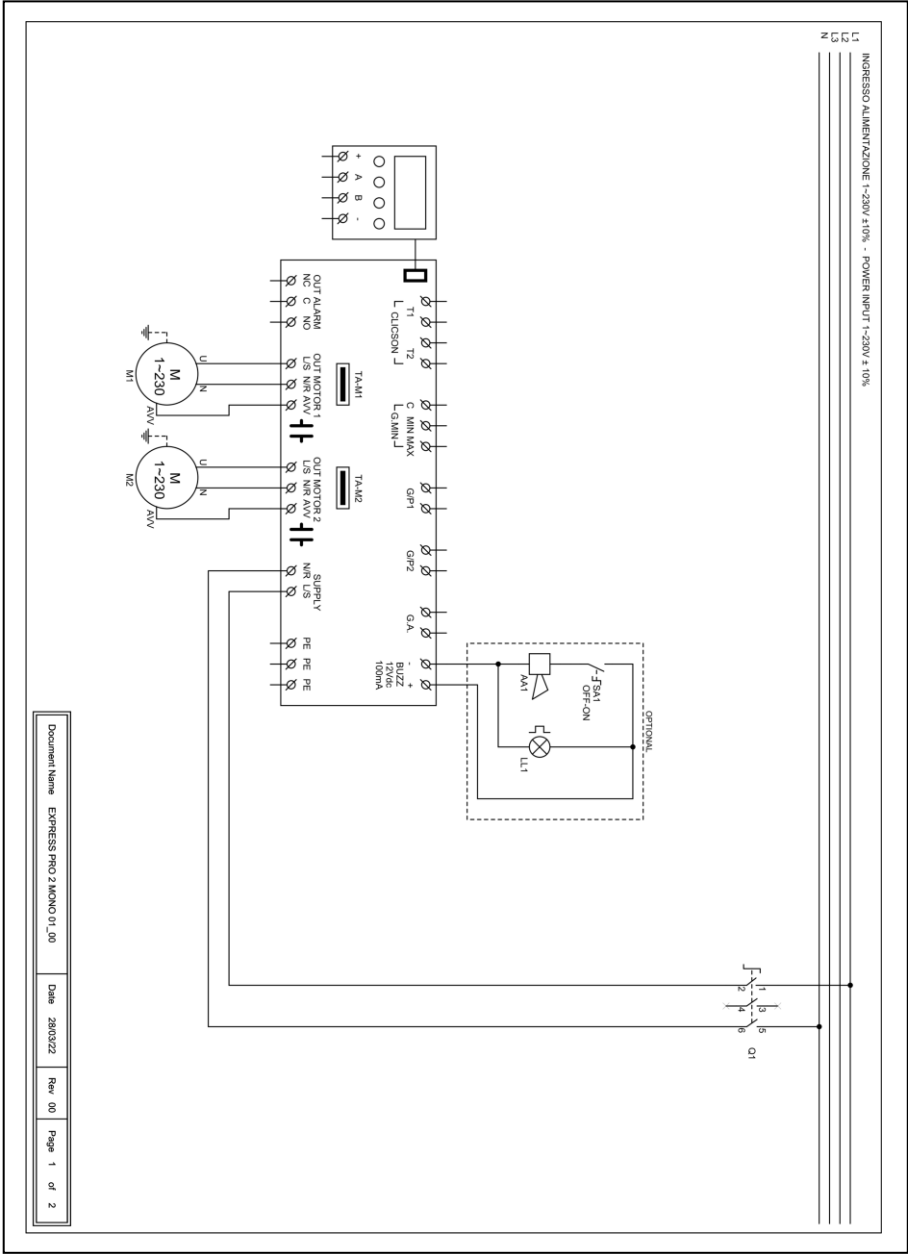 L1
L2
L3
N
INGRESSO ALIMENTAZIONE 1~230V ±10% - POWER INPUT 1~230V ± 10%
+ A B -
T1 T2
CLICSON
C MIN MAX
G.MIN
G/P1
G/P2
G.A.
- +
BUZZ
12Vdc
100mA
OPTIONAL
SA1
OFF-ON
AA1
LL1
1 3 5
2 4 6
Q1
TA-M1
TA-M2
OUT ALARM
NC C NO
OUT MOTOR 1
L/S N/R AVV
OUT MOTOR 2
L/S N/R AVV
SUPPLY
N/R L/S
PE PE PE
U N
M
1~230
AVV
M1
U N
M
1~230
AVV
M2
Document Name EXPRESS PRO 2 MONO 01_00 Date 28/03/22 Rev 00 Page 1 of 2